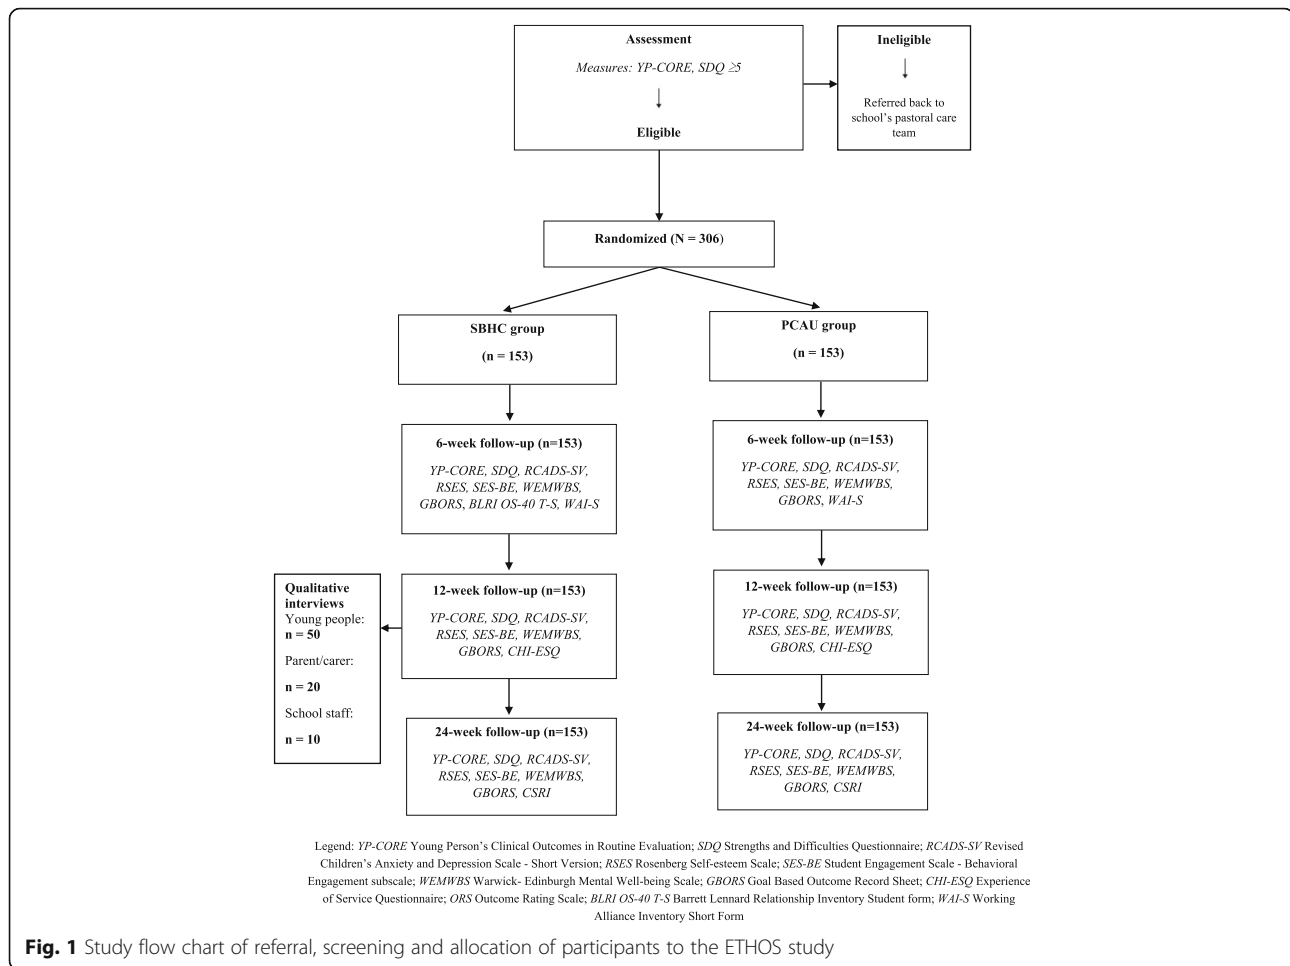 Assessment
Measures: YP-CORE, SDQ ≥5
Eligible
Ineligible
Referred back to
school's pastoral care
team
Randomized (N = 306)
SBHC group
(n = 153)
PCAU group
(n = 153)
6-week follow-up (n=153)
YP-CORE, SDQ, RCADS-SV,
RSES, SES-BE, WEMWBS,
GBORS, BLRI OS-40 T-S, WAI-S
6-week follow-up (n=153)
YP-CORE, SDQ, RCADS-SV,
RSES, SES-BE, WEMWBS,
GBORS, WAI-S
Qualitative
interviews
Young people:
n = 50
Parent/carer:
n = 20
School staff:
n = 10
12-week follow-up (n=153)
YP-CORE, SDQ, RCADS-SV,
RSES, SES-BE, WEMWBS,
GBORS, CHI-ESQ
12-week follow-up (n=153)
YP-CORE, SDQ, RCADS-SV,
RSES, SES-BE, WEMWBS,
GBORS, CHI-ESQ
24-week follow-up (n=153)
YP-CORE, SDQ, RCADS-SV,
RSES, SES-BE, WEMWBS,
GBORS, CSRI
24-week follow-up (n=153)
YP-CORE, SDQ, RCADS-SV,
RSES, SES-BE, WEMWBS,
GBORS, CSRI
Legend: YP-CORE Young Person's Clinical Outcomes in Routine Evaluation; SDQ Strengths and Difficulties Questionnaire; RCADS-SV Revised
Children's Anxiety and Depression Scale - Short Version; RSES Rosenberg Self-esteem Scale; SES-BE Student Engagement Scale - Behavioral
Engagement subscale; WEMWBS Warwick- Edinburgh Mental Well-being Scale; GBORS Goal Based Outcome Record Sheet; CHI-ESQ Experience
of Service Questionnaire; ORS Outcome Rating Scale; BLRI OS-40 T-S Barrett Lennard Relationship Inventory Student form; WAI-S Working
Alliance Inventory Short Form
Fig. 1 Study flow chart of referral, screening and allocation of participants to the ETHOS study